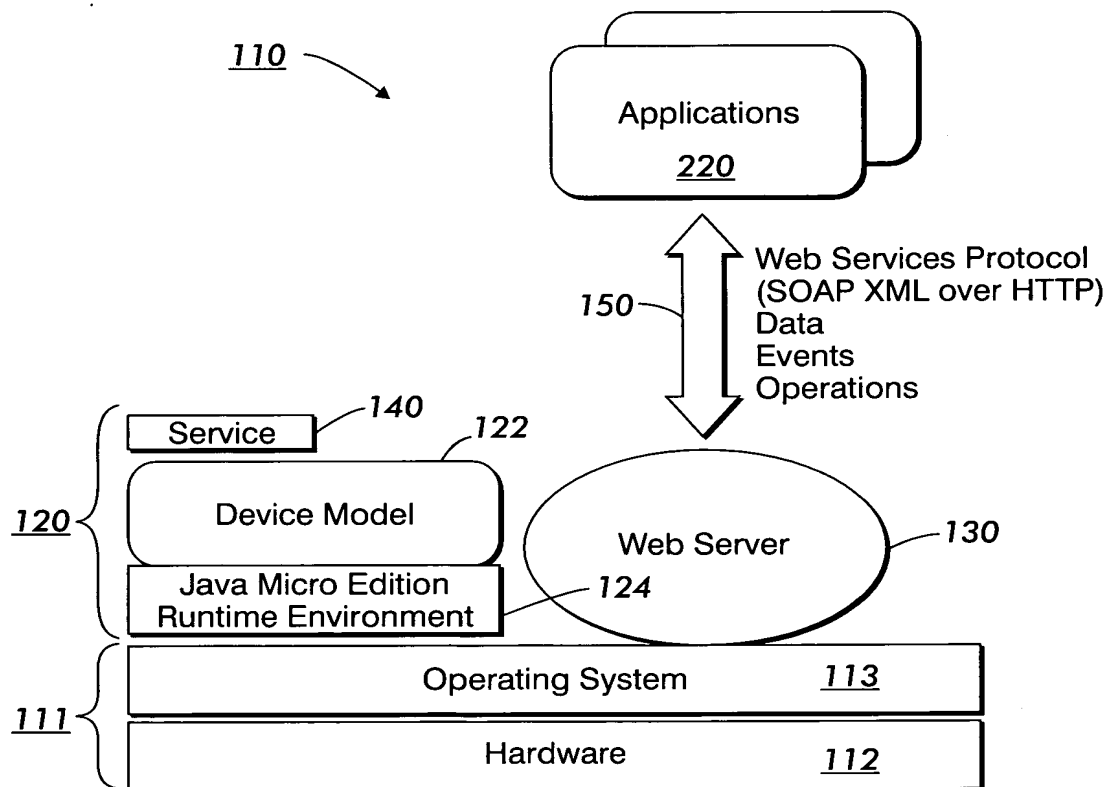 110
Applications
220
150
Web Services Protocol
(SOAP XML over HTTP)
Data
Events
Operations
120
Service
140
122
Device Model
Java Micro Edition
Runtime Environment
124
Web Server
130
111
Operating System
113
Hardware
112